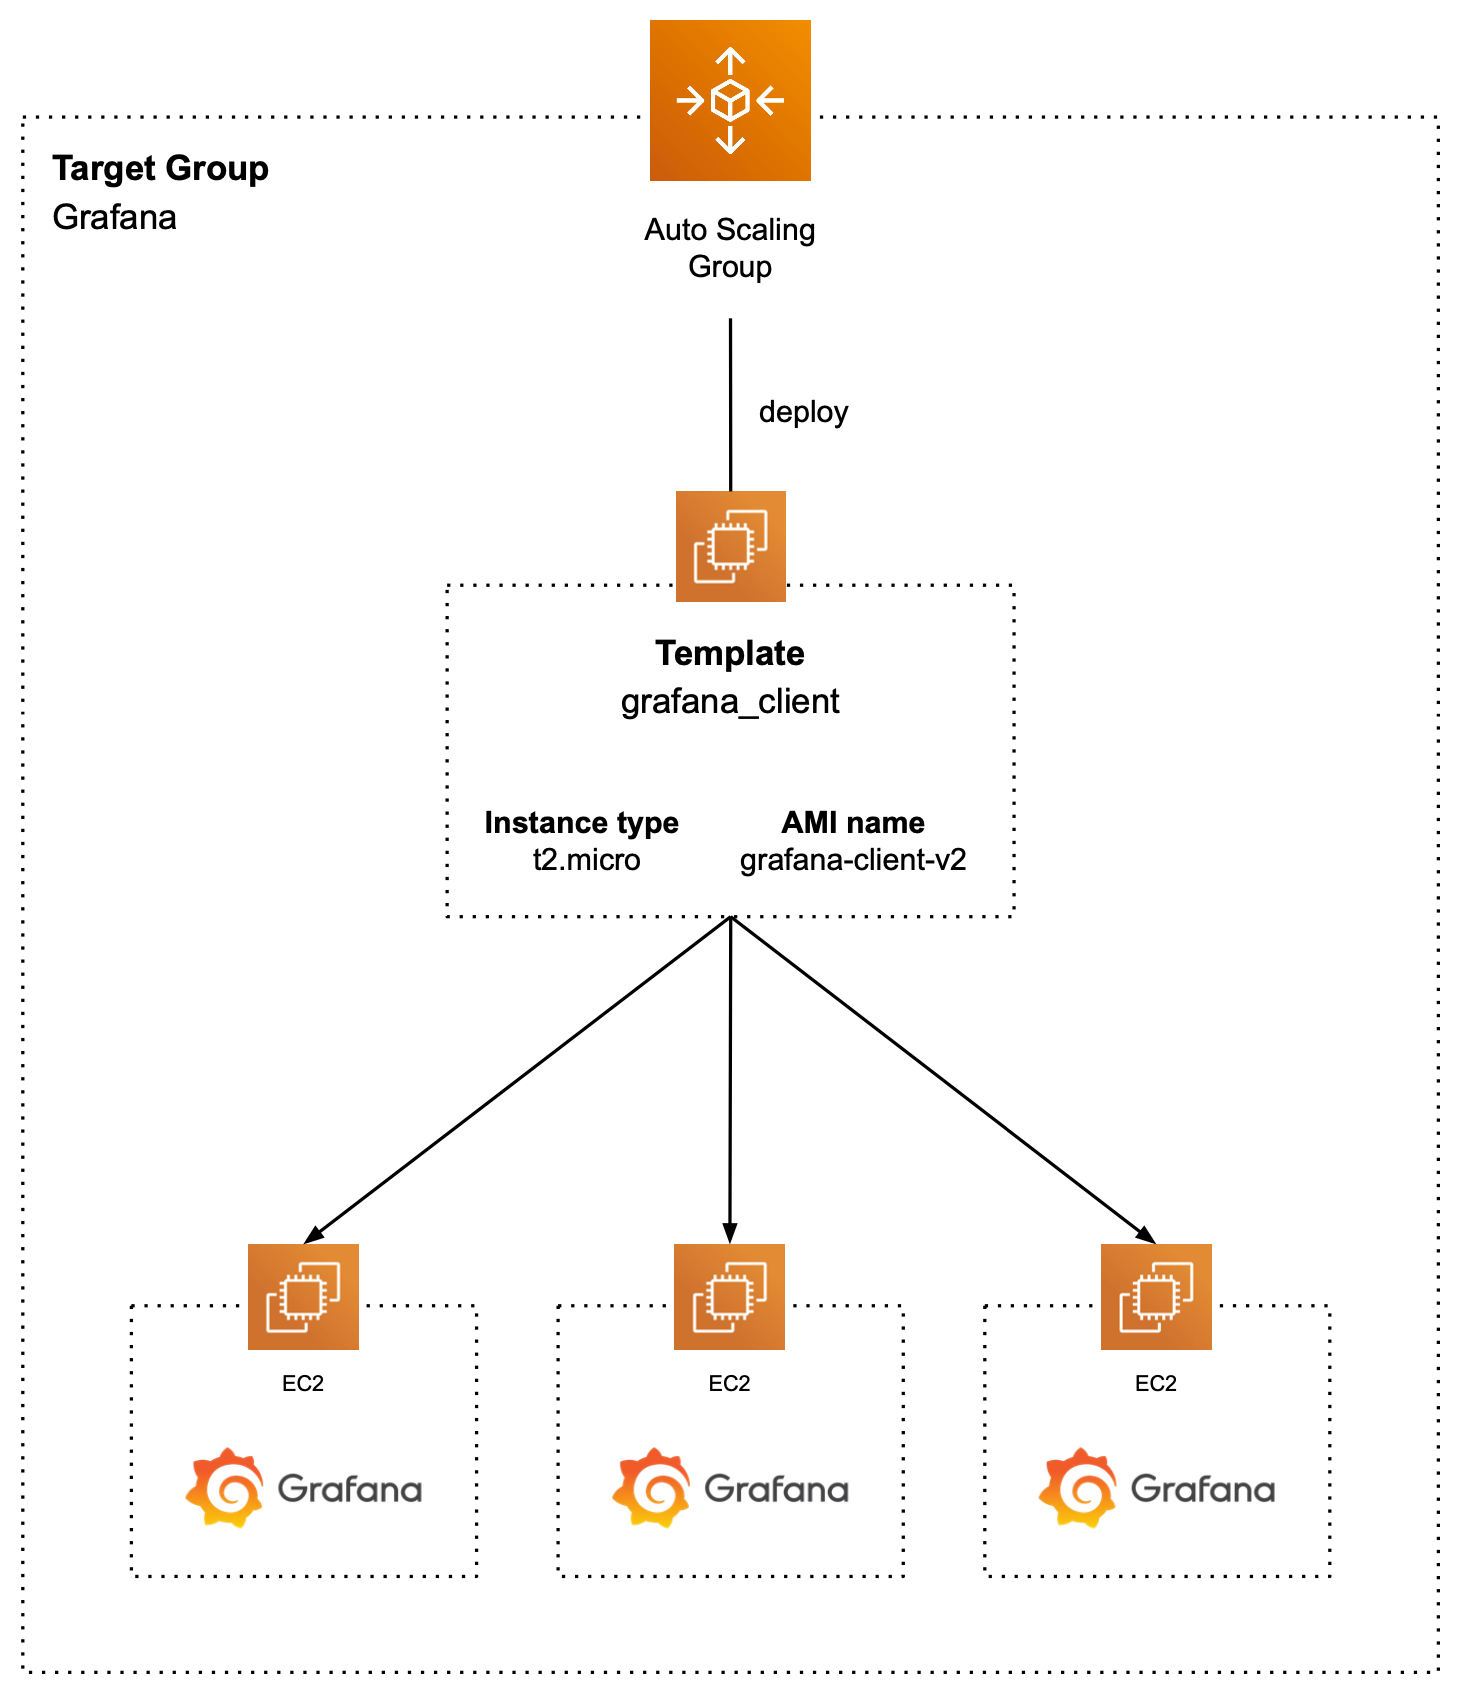 Target Group
Grafana
Auto Scaling
Group
deploy
Template
grafana_client
Instance type
t2.micro
AMI name
grafana-client-v2
EC2
Grafana
EC2
Grafana
EC2
Grafana